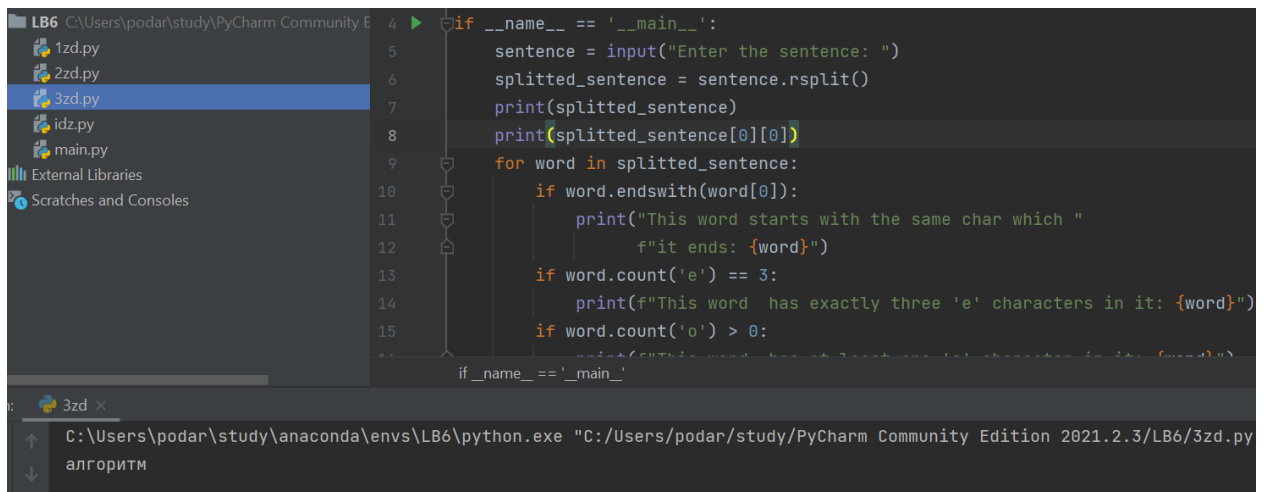 LB6 C:\Users\podar\study\PyCharm Community E
1zd.py
2zd.py
3zd.py
idz.py
main.py
External Libraries
Scratches and Consoles
4 if __name__ == '__main__':
5 sentence = input("Enter the sentence: ")
6 splitted_sentence = sentence.rsplit()
7 print(splitted_sentence)
8 print(splitted_sentence[0][0])
9 for word in splitted_sentence:
10 if word.endswith(word[0]):
11 print("This word starts with the same char which "
12 f"it ends: {word}")
13 if word.count('e') == 3:
14 print(f"This word  has exactly three 'e' characters in it: {word}")
15 if word.count('o') > 0:
if __name__ == '__main__'
3zd
C:\Users\podar\study\anaconda\envs\LB6\python.exe "C:/Users/podar/study/PyCharm Community Edition 2021.2.3/LB6/3zd.py
алгоритм